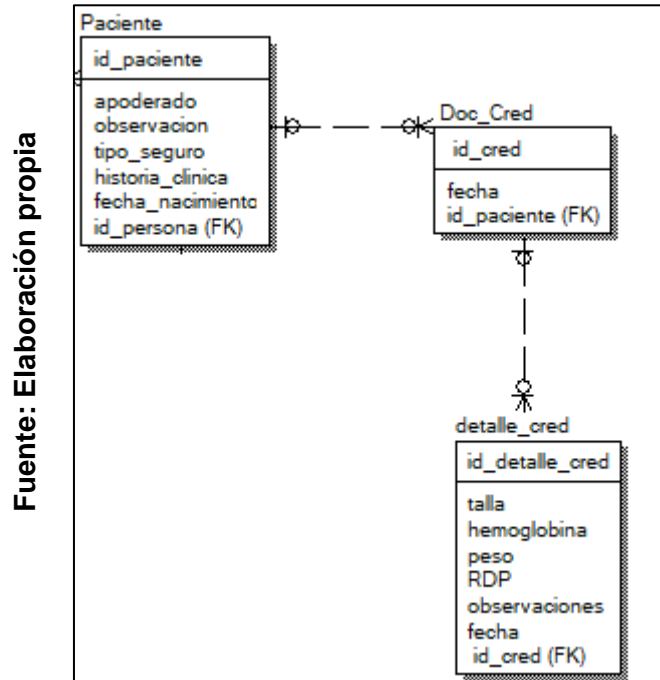 Fuente: Elaboración propia
Paciente
id_paciente
apoderado
observacion
tipo_seguro
historia_clinica
fecha_nacimiento
id_persona (FK)
Doc_Cred
id_cred
fecha
id_paciente (FK)
detalle_cred
id_detalle_cred
talla
hemoglobina
peso
RDP
observaciones
fecha
id_cred (FK)